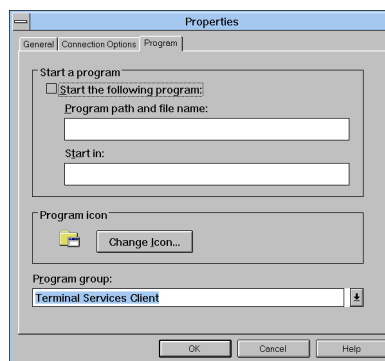 Properties
General Connection Options Program
Start a program
Start the following program:
Program path and file name:
Start in:
Program icon
Change Icon...
Program group:
Terminal Services Client
OK Cancel Help